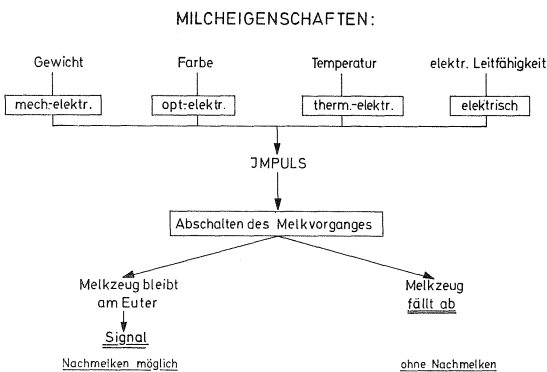 MILCHEIGENSCHAFTEN:
Gewicht Farbe Temperatur elektr. Leitfähigkeit
mech.-elektr. opt.-elektr. therm.-elektr. elektrisch
JMPULS
Abschalten des Melkvorganges
Melkzeug bleibt
am Euter
Melkzeug
fällt ab
Signal
Nachmelken möglich ohne Nachmelken